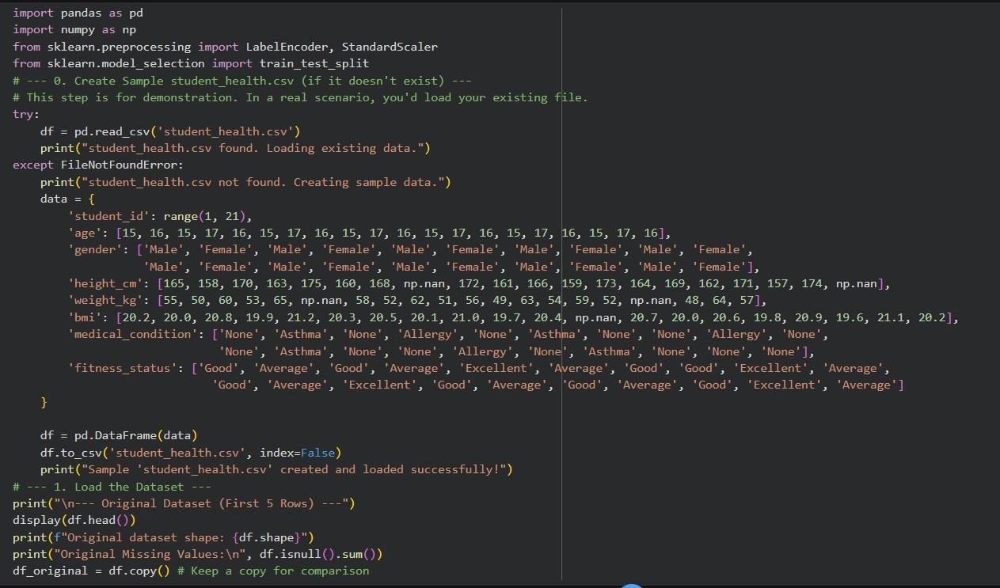 import pandas as pd
import numpy as np
from sklearn.preprocessing import LabelEncoder, StandardScaler
from sklearn.model_selection import train_test_split
# --- 0. Create Sample student_health.csv (if it doesn't exist) ---
# This step is for demonstration. In a real scenario, you'd load your existing file.
try:
    df = pd.read_csv('student_health.csv')
    print("student_health.csv found. Loading existing data.")
except FileNotFoundError:
    print("student_health.csv not found. Creating sample data.")
    data = {
        'student_id': range(1, 21),
        'age': [15, 16, 15, 17, 16, 15, 17, 16, 15, 17, 16, 15, 17, 16, 15, 17, 16, 15, 17, 16],
        'gender': ['Male', 'Female', 'Male', 'Female', 'Male', 'Female', 'Male', 'Female', 'Male', 'Female',
                   'Male', 'Female', 'Male', 'Female', 'Male', 'Female', 'Male', 'Female', 'Male', 'Female'],
        'height_cm': [165, 158, 170, 163, 175, 160, 168, np.nan, 172, 161, 166, 159, 173, 164, 169, 162, 171, 157, 174, np.nan],
        'weight_kg': [55, 50, 60, 53, 65, np.nan, 58, 52, 62, 51, 56, 49, 63, 54, 59, 52, np.nan, 48, 64, 57],
        'bmi': [20.2, 20.0, 20.8, 19.9, 21.2, 20.3, 20.5, 20.1, 21.0, 19.7, 20.4, np.nan, 20.7, 20.0, 20.6, 19.8, 20.9, 19.6, 21.1, 20.2],
        'medical_condition': ['None', 'Asthma', 'None', 'Allergy', 'None', 'Asthma', 'None', 'None', 'Allergy', 'None',
                              'None', 'Asthma', 'None', 'None', 'Allergy', 'None', 'Asthma', 'None', 'None', 'None'],
        'fitness_status': ['Good', 'Average', 'Good', 'Average', 'Excellent', 'Average', 'Good', 'Good', 'Excellent', 'Average',
                             'Good', 'Average', 'Excellent', 'Good', 'Average', 'Good', 'Average', 'Good', 'Excellent', 'Average']
    }

    df = pd.DataFrame(data)
    df.to_csv('student_health.csv', index=False)
    print("Sample 'student_health.csv' created and loaded successfully!")
# --- 1. Load the Dataset ---
print("\n--- Original Dataset (First 5 Rows) ---")
display(df.head())
print(f"Original dataset shape: {df.shape}")
print("Original Missing Values:\n", df.isnull().sum())
df_original = df.copy() # Keep a copy for comparison